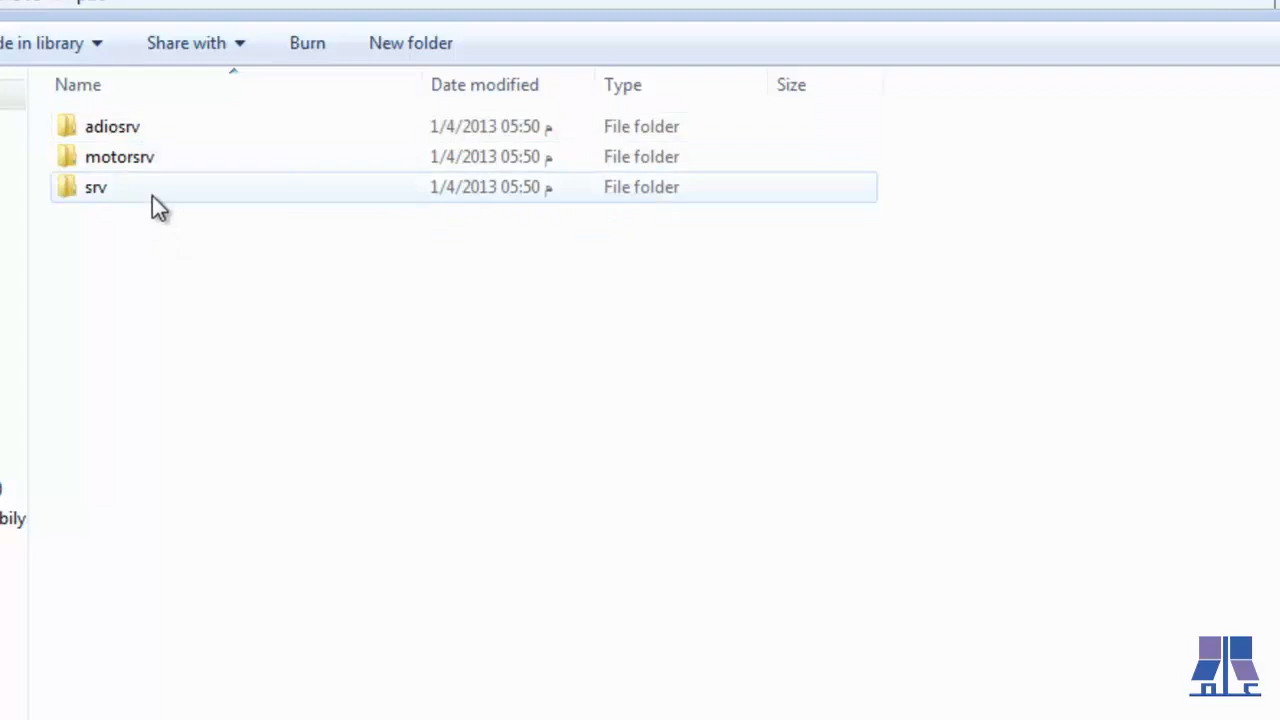 de in library Share with Burn New folder
Name Date modified Type Size
adiosrv 1/4/2013 05:50 م File folder
motorsrv 1/4/2013 05:50 م File folder
srv 1/4/2013 05:50 م File folder
bily